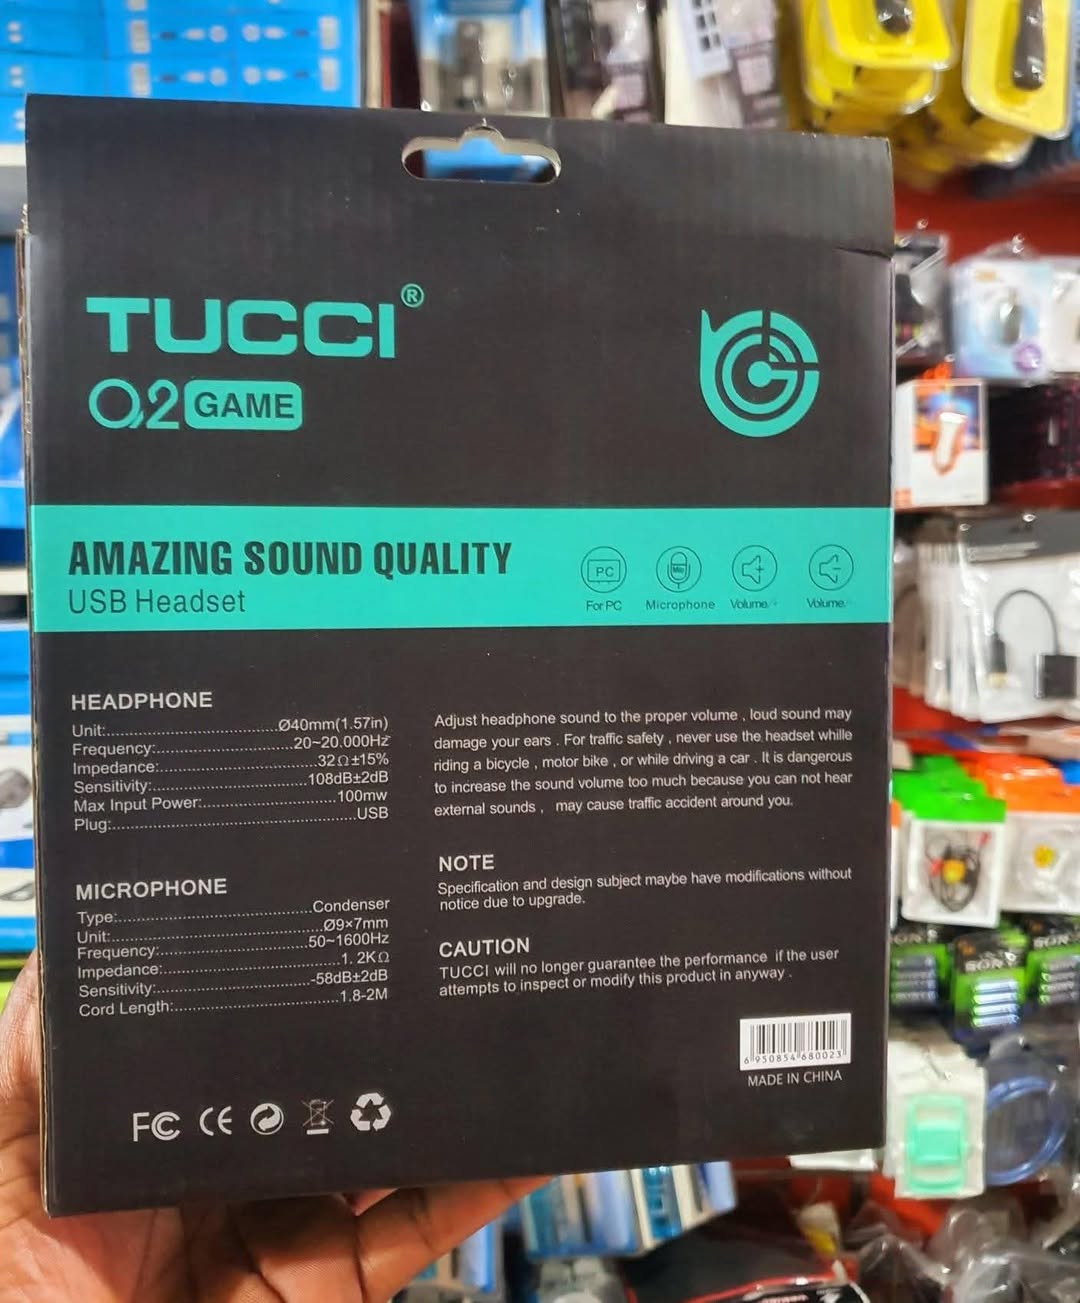 TUCCI®
Q2 GAME
AMAZING SOUND QUALITY
USB Headset
PC
For PC
Mic
Microphone
Volume +
Volume -
HEADPHONE
Unit:..........Ø40mm(1.57in)
Frequency:..........20~20.000Hz
Impedance:..........32Ω±15%
Sensitivity:..........108dB±2dB
Max Input Power:..........100mw
Plug:..........USB
MICROPHONE
Type:..........Condenser
Unit:..........Ø9×7mm
Frequency:..........50~1600Hz
Impedance:..........1. 2KΩ
Sensitivity:..........-58dB±2dB
Cord Length:..........1.8-2M
Adjust headphone sound to the proper volume , loud sound may
damage your ears . For traffic safety , never use the headset whille
riding a bicycle , motor bike , or while driving a car . It is dangerous
to increase the sound volume too much because you can not hear
external sounds , may cause traffic accident around you.
NOTE
Specification and design subject maybe have modifications without
notice due to upgrade.
CAUTION
TUCCI will no longer guarantee the performance if the user
attempts to inspect or modify this product in anyway .
6 950854 680023
MADE IN CHINA
FC CE
SONY